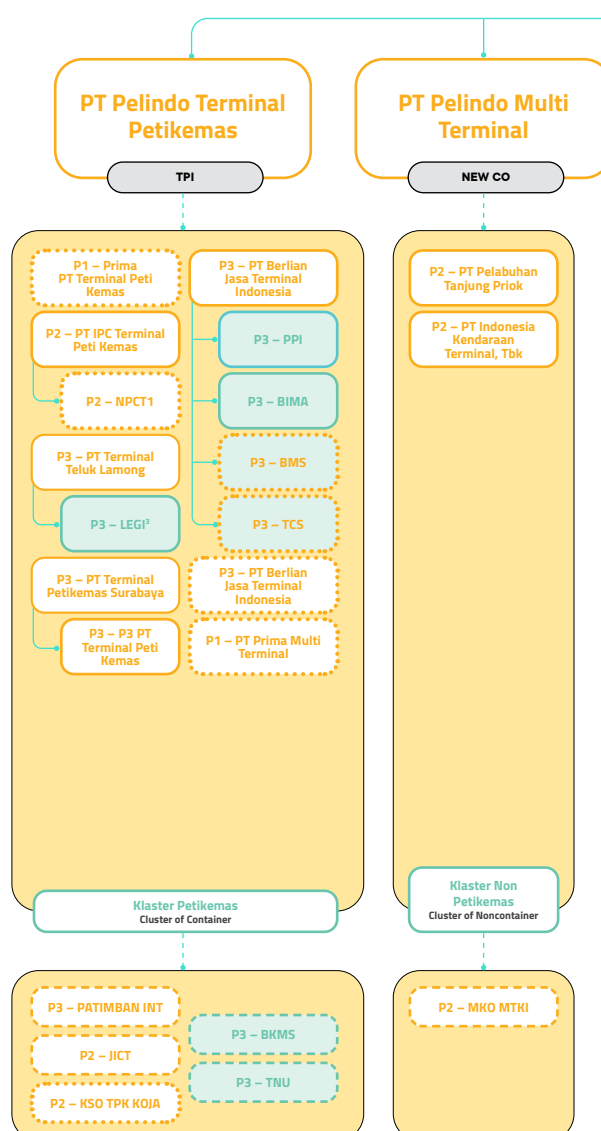 PT Pelindo Terminal
Petikemas
TPI
P1 – Prima
PT Terminal Peti
Kemas
P2 – PT IPC Terminal
Peti Kemas
P2 – NPCT1
P3 – PT Terminal
Teluk Lamong
P3 – LEGI³
P3 – PT Terminal
Petikemas Surabaya
P3 – P3 PT
Terminal Peti
Kemas
P3 – PT Berlian
Jasa Terminal
Indonesia
P3 – PPI
P3 – BIMA
P3 – BMS
P3 – TCS
P3 – PT Berlian
Jasa Terminal
Indonesia
P1 – PT Prima Multi
Terminal
Klaster Petikemas
Cluster of Container
P3 – PATIMBAN INT
P2 – JICT
P2 – KSO TPK KOJA
P3 – BKMS
P3 – TNU
PT Pelindo Multi
Terminal
NEW CO
P2 – PT Pelabuhan
Tanjung Priok
P2 – PT Indonesia
Kendaraan
Terminal, Tbk
Klaster Non
Petikemas
Cluster of Noncontainer
P2 – MKO MTKI